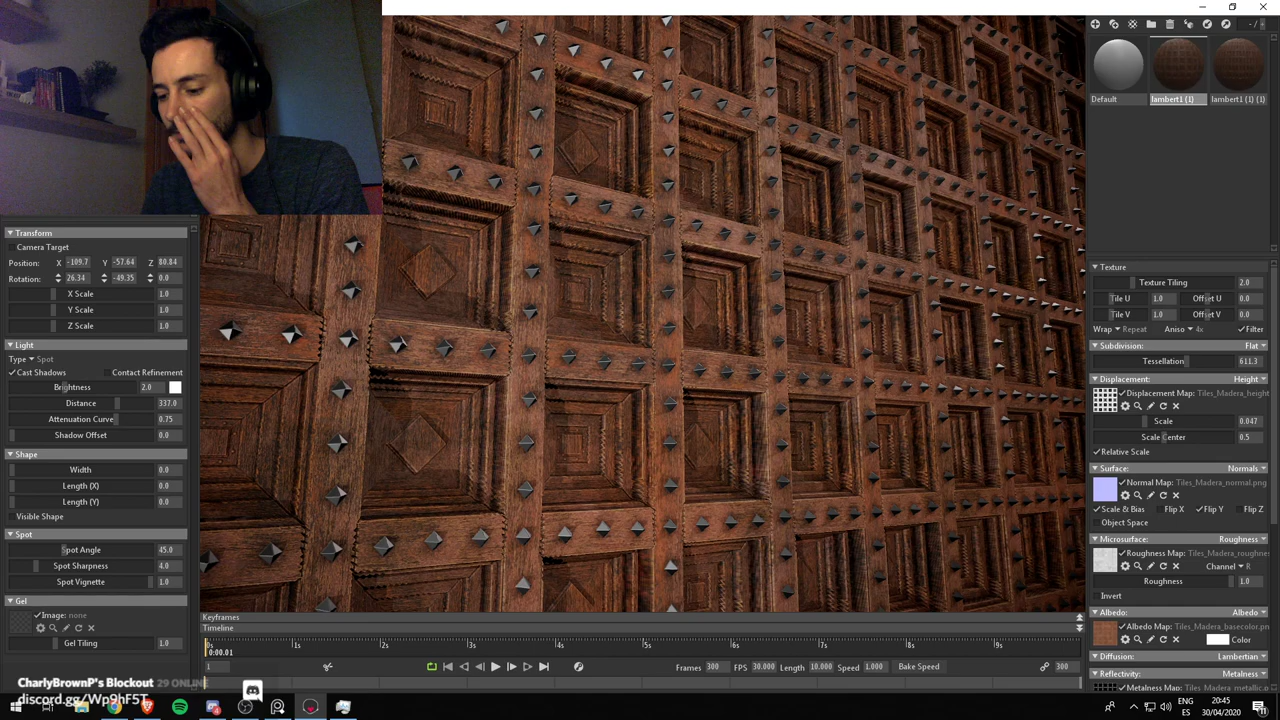 Default
lambert1 (1)
lambert1 (1) (1)
Transform
Camera Target
Position: X -109.7 Y -57.64 Z 80.84
Rotation: 26.34 -49.35 0.0
X Scale 1.0
Y Scale 1.0
Z Scale 1.0
Light
Type Spot
Cast Shadows Contact Refinement
Brightness 2.0
Distance 337.0
Attenuation Curve 0.75
Shadow Offset 0.0
Shape
Width 0.0
Length (X) 0.0
Length (Y) 0.0
Visible Shape
Spot
Spot Angle 45.0
Spot Sharpness 4.0
Spot Vignette 1.0
Gel
Image: none
Gel Tiling 1.0
Texture
Texture Tiling 2.0
Tile U 1.0 Offset U 0.0
Tile V 1.0 Offset V 0.0
Wrap Repeat Aniso 4x Filter
Subdivision: Flat
Tessellation 611.3
Displacement: Height
Displacement Map: Tiles_Madera_height
Scale 0.047
Scale Center 0.5
Relative Scale
Surface: Normals
Normal Map: Tiles_Madera_normal.png
Scale & Bias Flip X Flip Y Flip Z
Object Space
Microsurface: Roughness
Roughness Map: Tiles_Madera_roughnes
Channel R
Roughness 1.0
Invert
Albedo: Albedo
Albedo Map: Tiles_Madera_basecolor.pn
Color
Diffusion: Lambertian
Reflectivity: Metalness
Metalness Map: Tiles_Madera_metallic.p
Keyframes
Timeline
0s 1s 2s 3s 4s 5s 6s 7s 8s 9s
0:00.01
1 Frames 300 FPS 30.000 Length 10.000 Speed 1.000 Bake Speed 300
CharlyBrownP's Blockout 29 ONLINE
discord.gg/Wp9hF5T
ENG
ES
20:45
30/04/2020